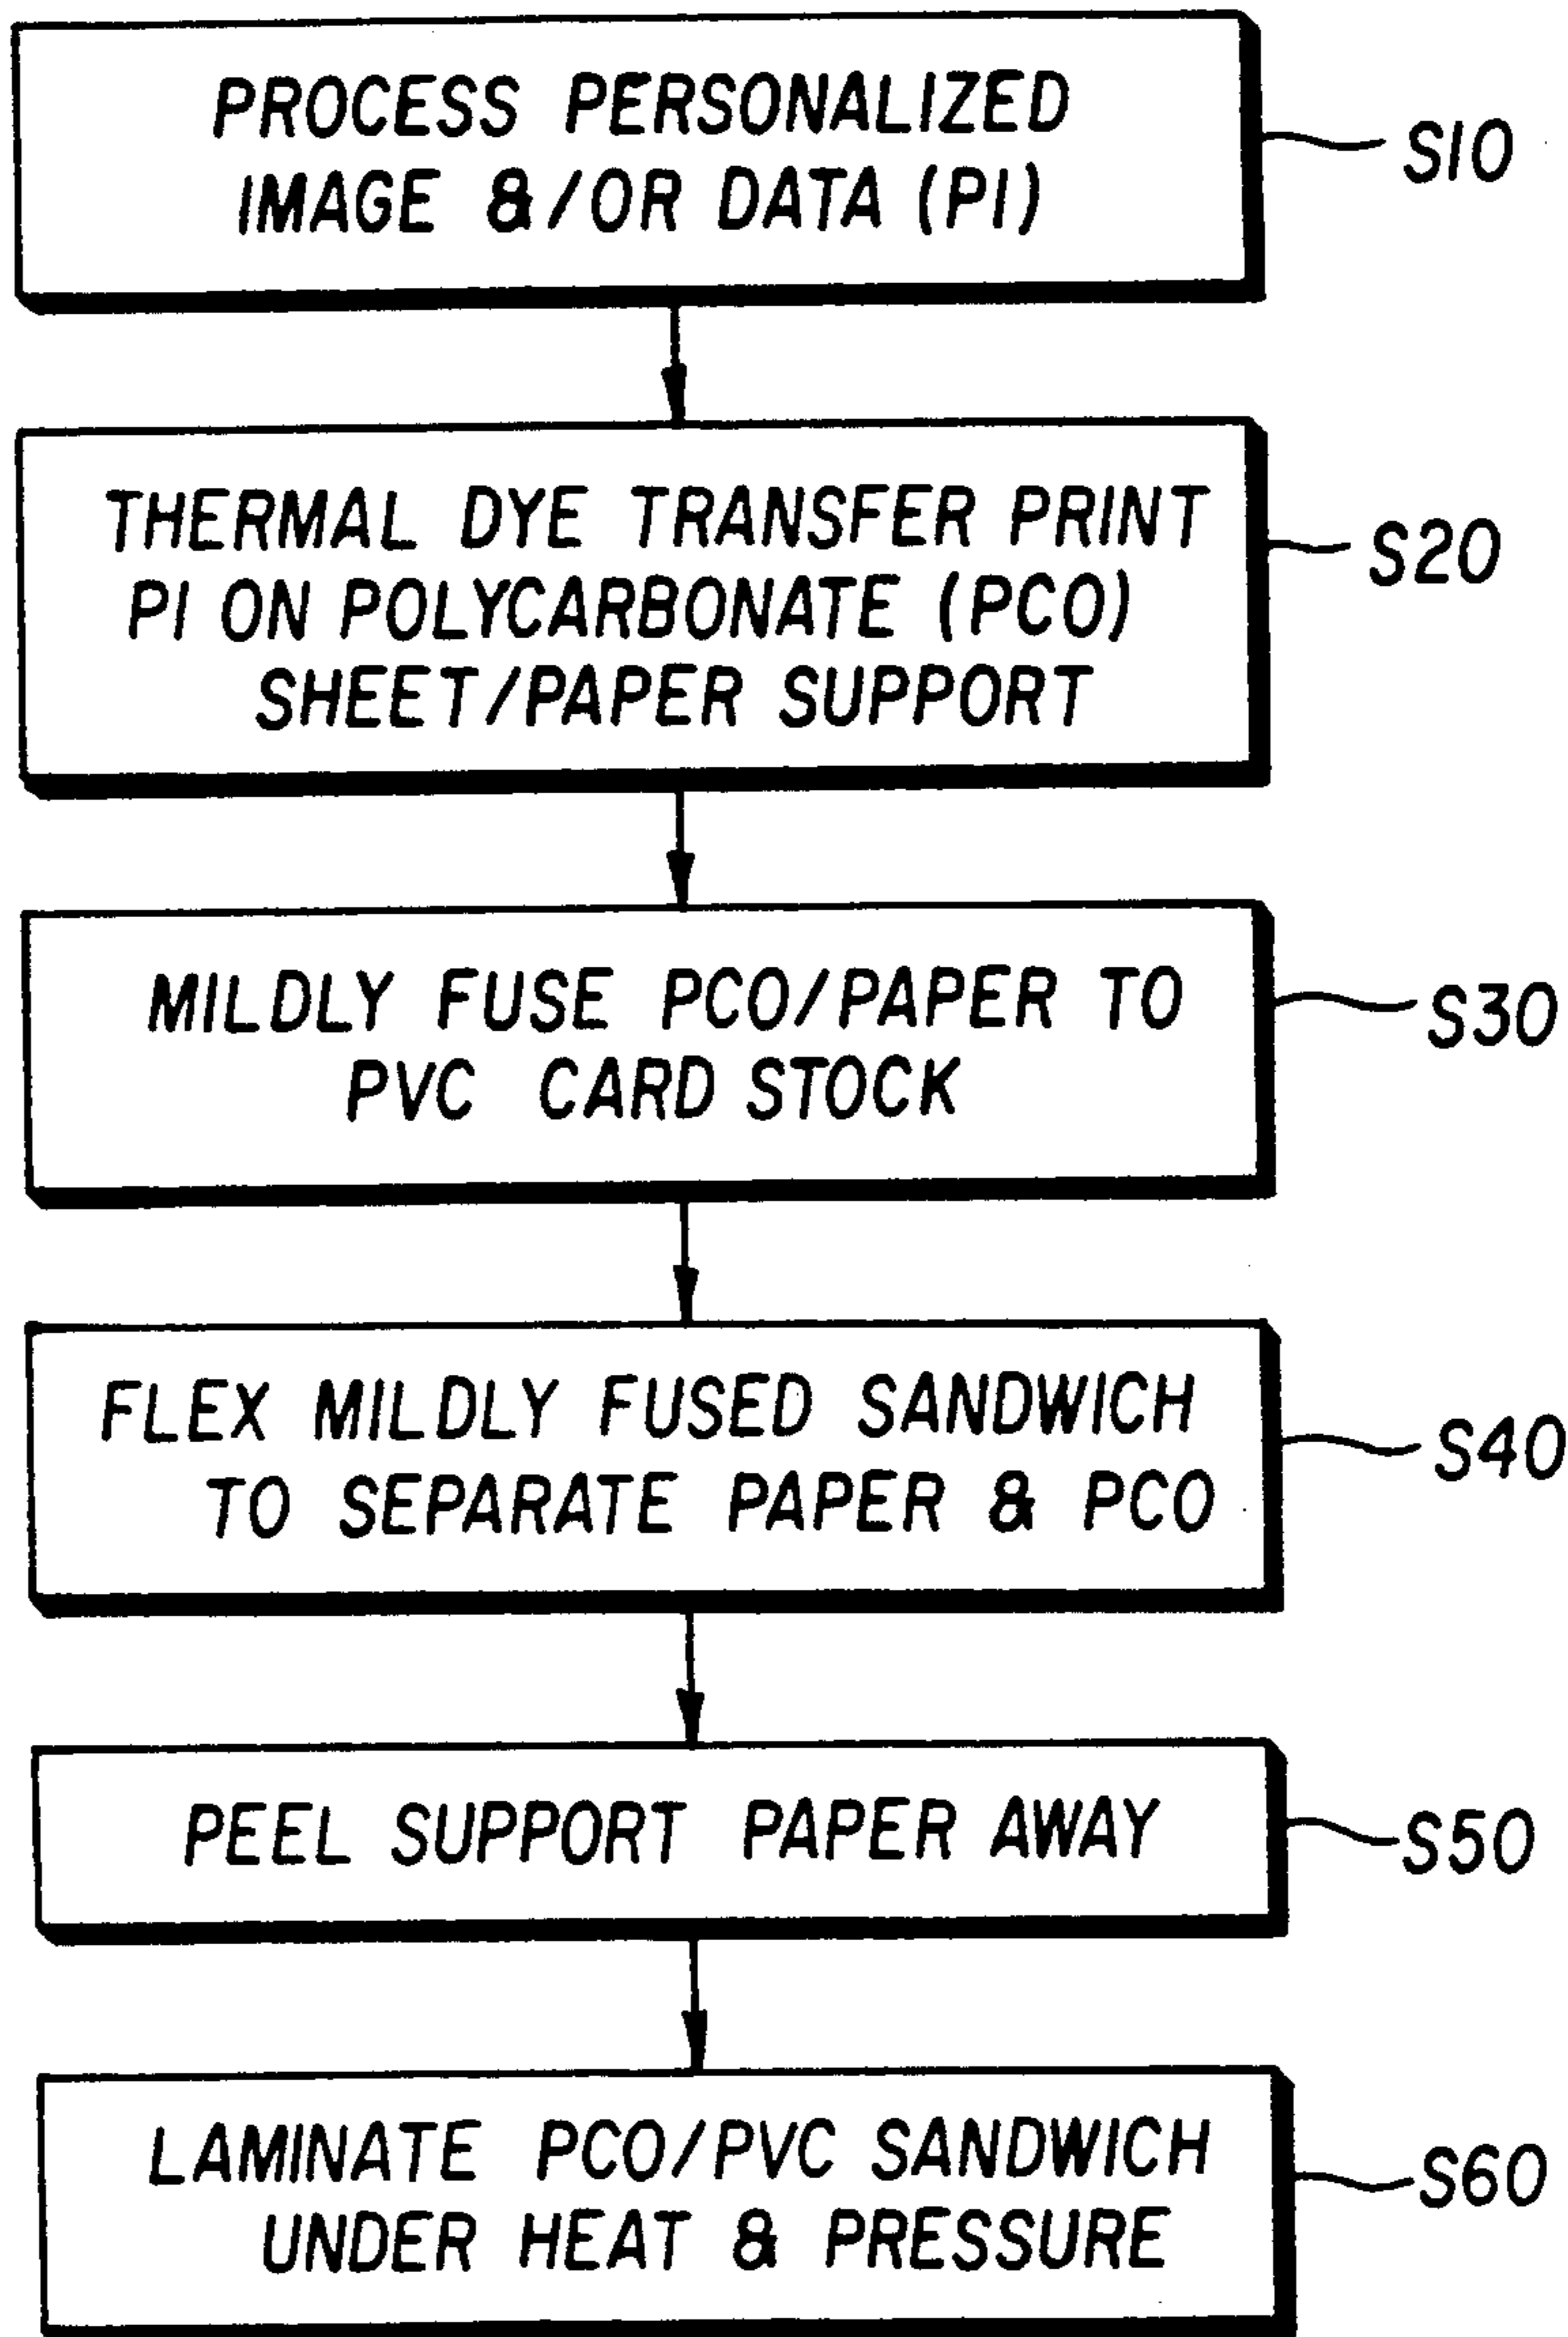 PROCESS PERSONALIZED
IMAGE &/OR DATA (PI)
S10
THERMAL DYE TRANSFER PRINT
PI ON POLYCARBONATE (PCO)
SHEET/PAPER SUPPORT
S20
MILDLY FUSE PCO/PAPER TO
PVC CARD STOCK
S30
FLEX MILDLY FUSED SANDWICH
TO SEPARATE PAPER & PCO
S40
PEEL SUPPORT PAPER AWAY
S50
LAMINATE PCO/PVC SANDWICH
UNDER HEAT & PRESSURE
S60